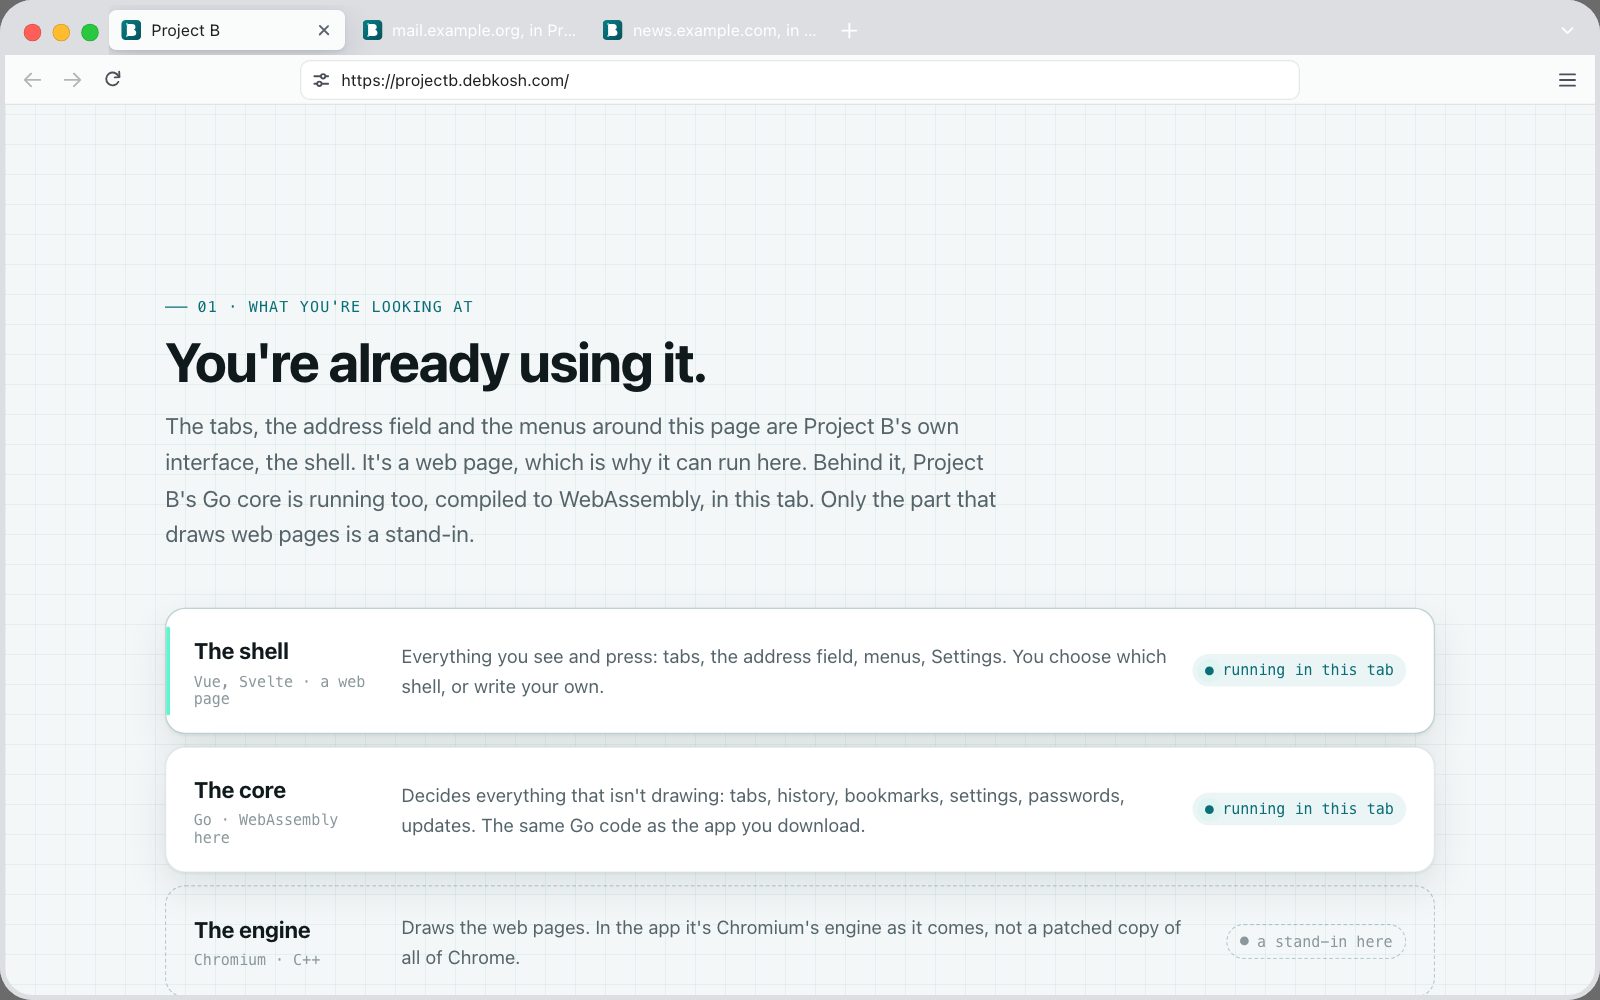 Project B
mail.example.org, in Pr...
news.example.com, in ...
https://projectb.debkosh.com/
01 · WHAT YOU'RE LOOKING AT
You're already using it.
The tabs, the address field and the menus around this page are Project B's own
interface, the shell. It's a web page, which is why it can run here. Behind it, Project
B's Go core is running too, compiled to WebAssembly, in this tab. Only the part that
draws web pages is a stand-in.
The shell
Vue, Svelte · a web
page
Everything you see and press: tabs, the address field, menus, Settings. You choose which
shell, or write your own.
running in this tab
The core
Go · WebAssembly
here
Decides everything that isn't drawing: tabs, history, bookmarks, settings, passwords,
updates. The same Go code as the app you download.
running in this tab
The engine
Chromium · C++
Draws the web pages. In the app it's Chromium's engine as it comes, not a patched copy of
all of Chrome.
a stand-in here